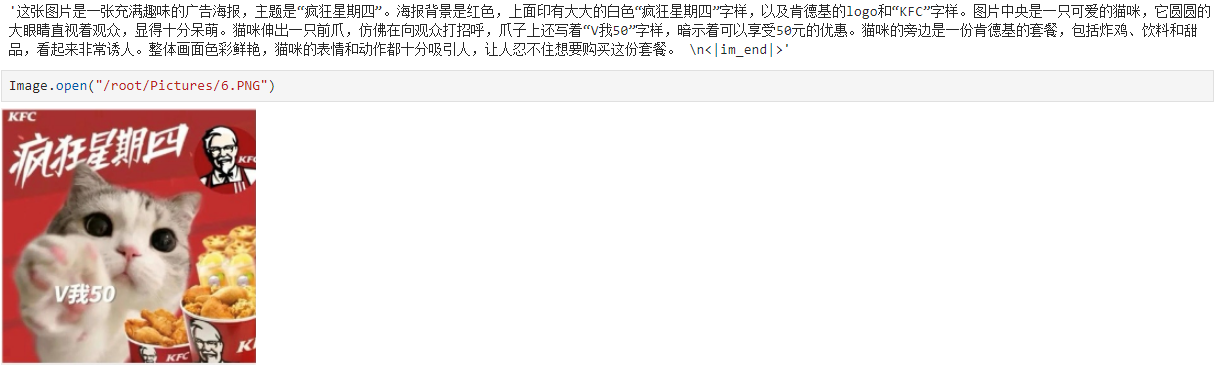 '这张图片是一张充满趣味的广告海报，主题是“疯狂星期四”。海报背景是红色，上面印有大大的白色“疯狂星期四”字样，以及肯德基的logo和“KFC”字样。图片中央是一只可爱的猫咪，它圆圆的
大眼睛直视着观众，显得十分呆萌。猫咪伸出一只前爪，仿佛在向观众打招呼，爪子上还写着“V我50”字样，暗示着可以享受50元的优惠。猫咪的旁边是一份肯德基的套餐，包括炸鸡、饮料和甜
品，看起来非常诱人。整体画面色彩鲜艳，猫咪的表情和动作都十分吸引人，让人忍不住想要购买这份套餐。 \n<|im_end|>'
Image.open("/root/Pictures/6.PNG")
KFC
疯狂星期四
KFC
V我50
KFC
KFC